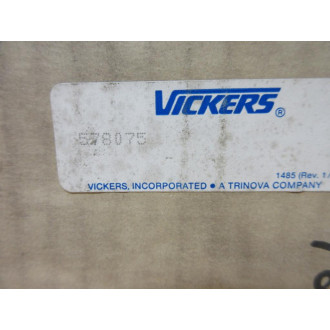 VICKERS®
578075
1485 (Rev. 1
VICKERS, INCORPORATED • A TRINOVA COMPANY